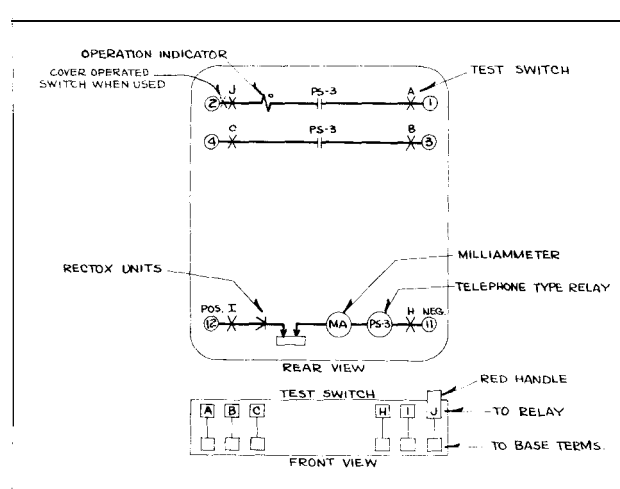 OPERATION INDICATOR
COVER OPERATED
SWITCH WHEN USED
TEST SWITCH
J
PS-3
A
2
1
C
PS-3
B
4
3
MILLIAMMETER
RECTOX UNITS
TELEPHONE TYPE RELAY
POS. I
H NEG.
12
MA
PS-3
11
REAR VIEW
RED HANDLE
TEST SWITCH
A B C H I J
TO RELAY
TO BASE TERMS.
FRONT VIEW